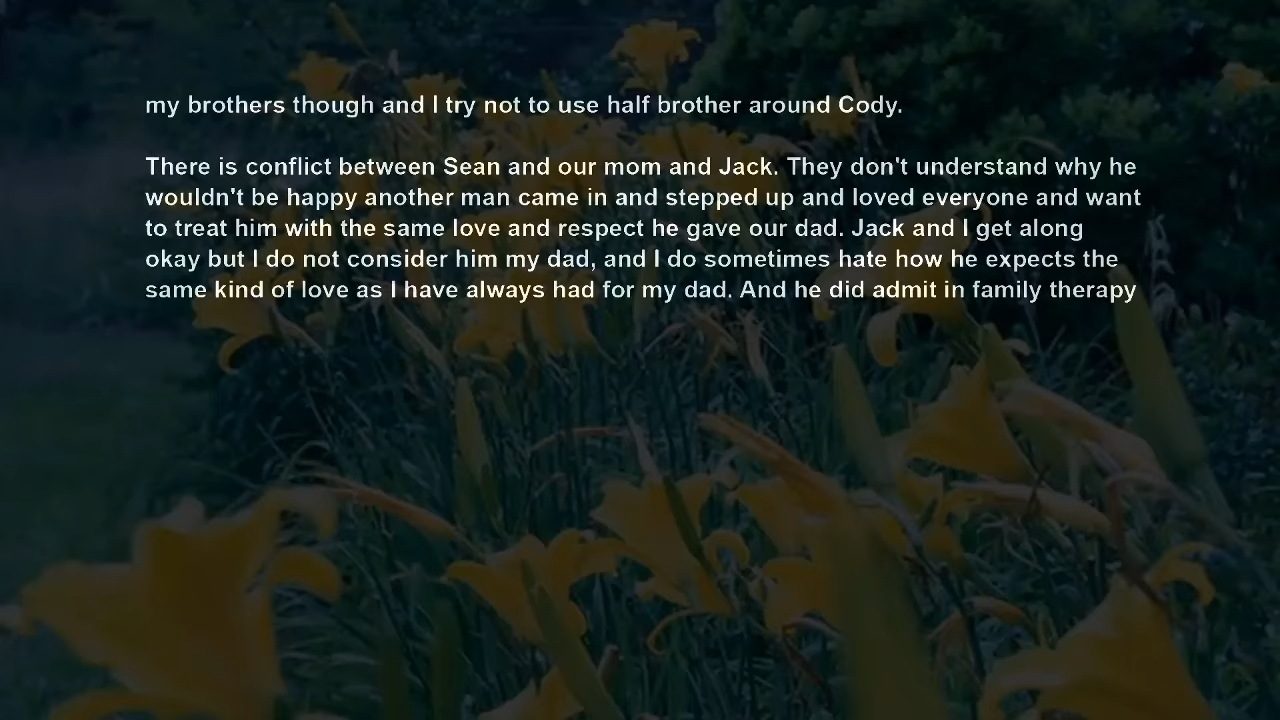 my brothers though and I try not to use half brother around Cody.
There is conflict between Sean and our mom and Jack. They don't understand why he
wouldn't be happy another man came in and stepped up and loved everyone and want
to treat him with the same love and respect he gave our dad. Jack and I get along
okay but I do not consider him my dad, and I do sometimes hate how he expects the
same kind of love as I have always had for my dad. And he did admit in family therapy